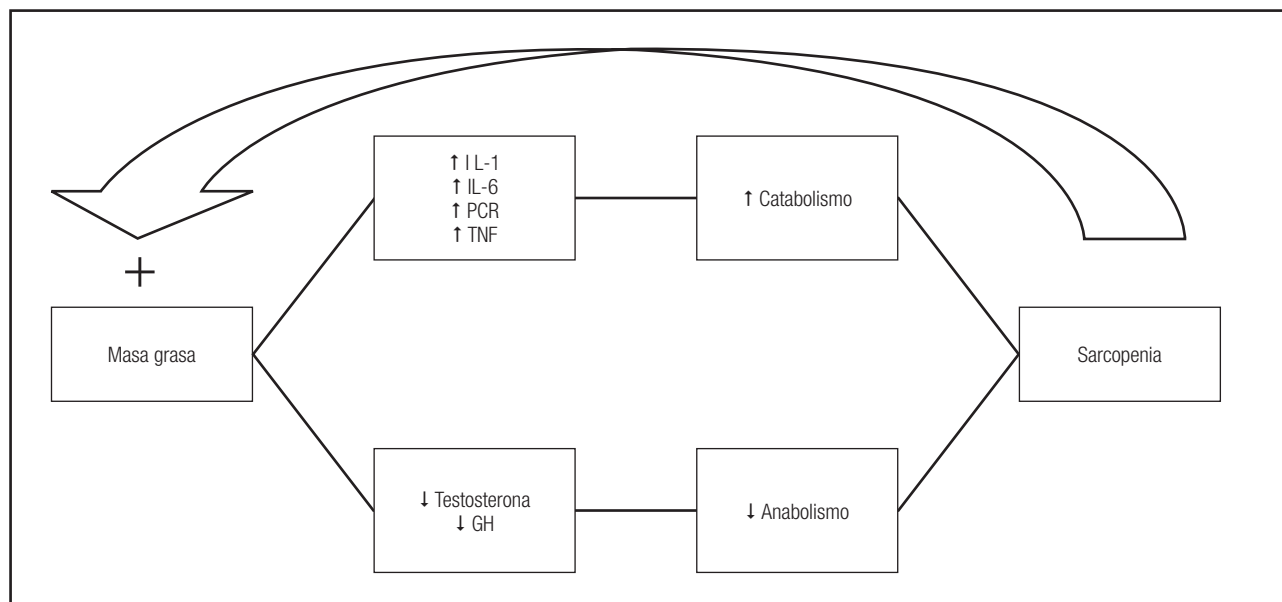 ↑ I L-1
↑ IL-6
↑ PCR
↑ TNF
↑ Catabolismo
+
Masa grasa
Sarcopenia
↓ Testosterona
↓ GH
↓ Anabolismo